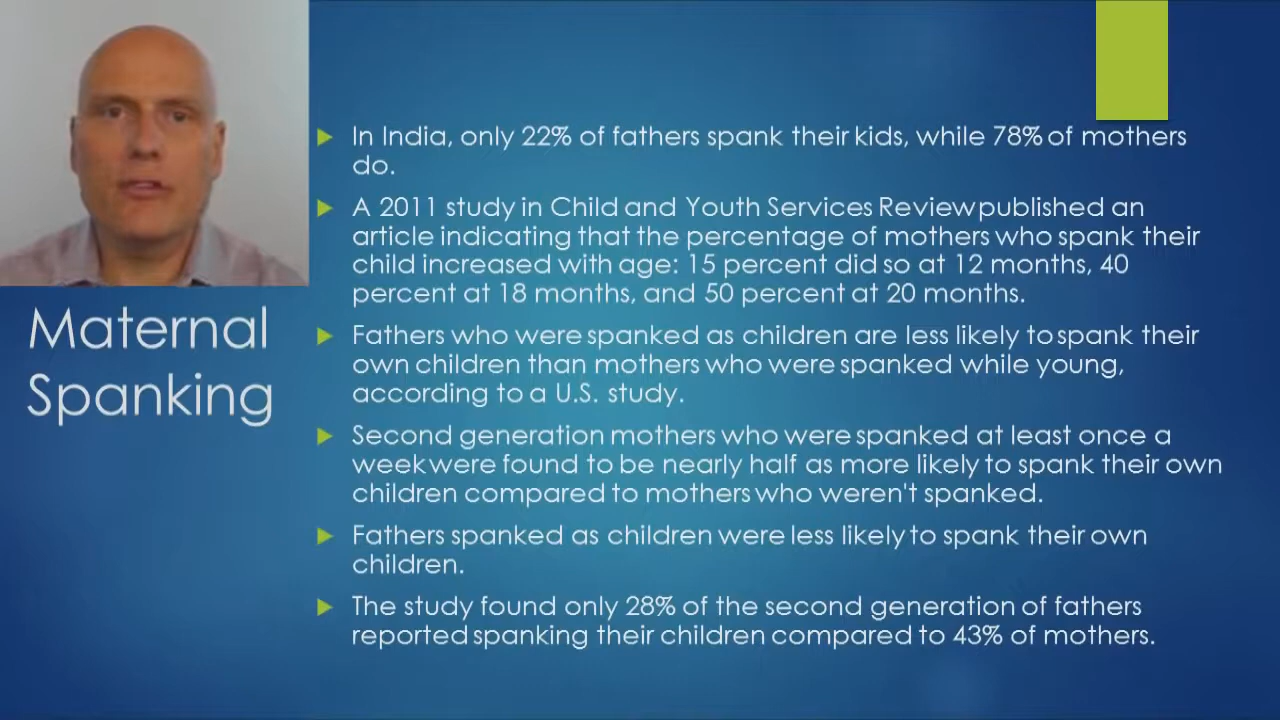 Maternal
Spanking
In India, only 22% of fathers spank their kids, while 78% of mothers
do.
A 2011 study in Child and Youth Services Review published an
article indicating that the percentage of mothers who spank their
child increased with age: 15 percent did so at 12 months, 40
percent at 18 months, and 50 percent at 20 months.
Fathers who were spanked as children are less likely to spank their
own children than mothers who were spanked while young,
according to a U.S. study.
Second generation mothers who were spanked at least once a
week were found to be nearly half as more likely to spank their own
children compared to mothers who weren't spanked.
Fathers spanked as children were less likely to spank their own
children.
The study found only 28% of the second generation of fathers
reported spanking their children compared to 43% of mothers.